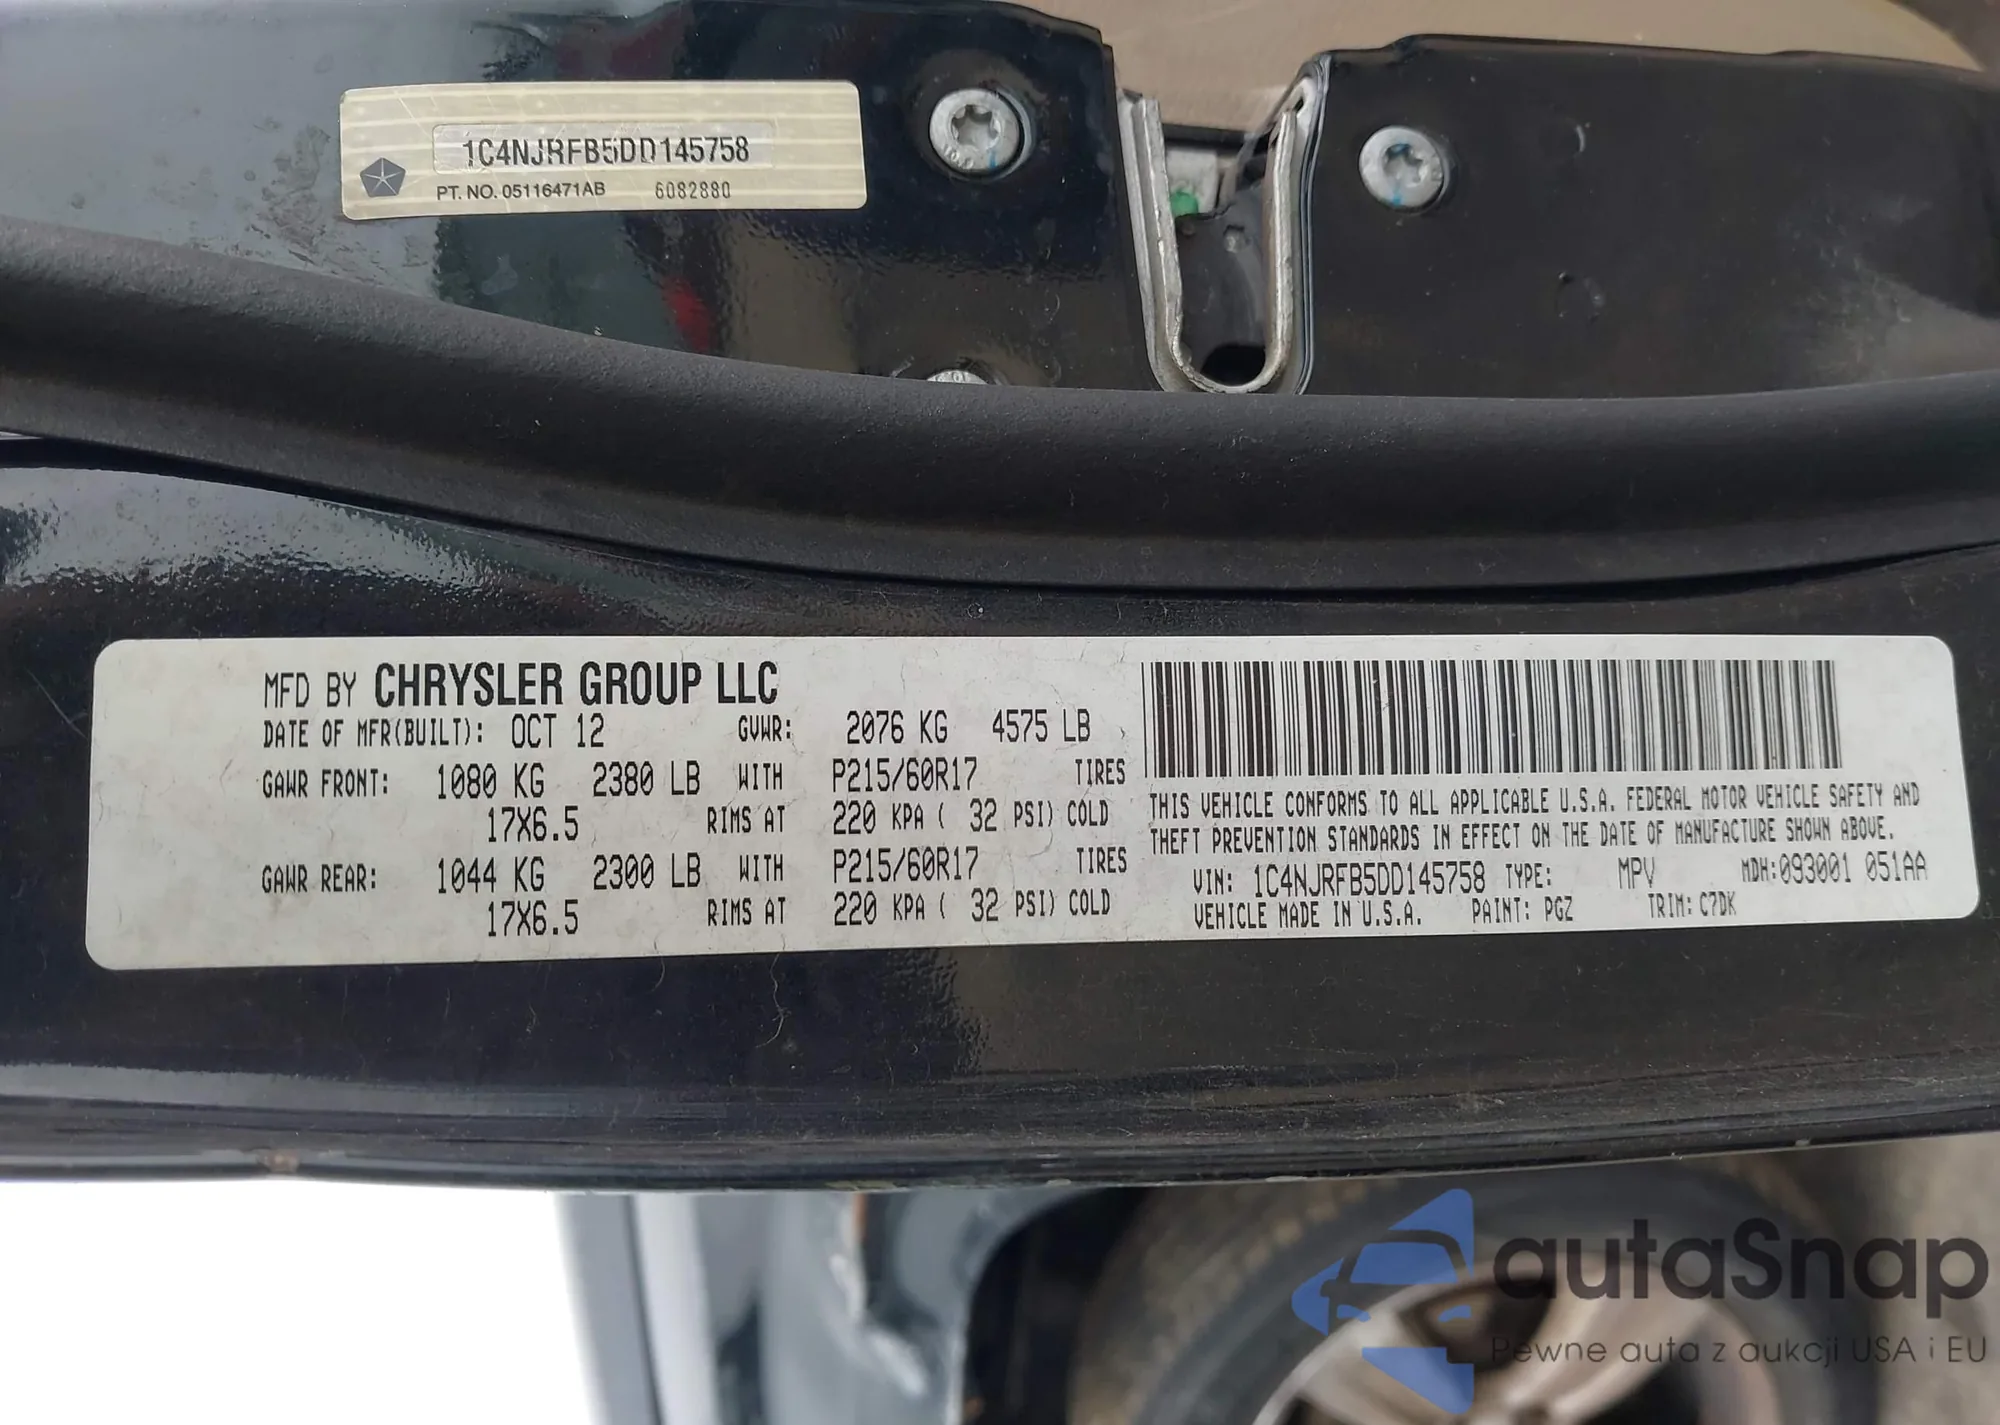 1C4NJRFB5DD145758
PT. NO. 05116471AB 6082880
MFD BY CHRYSLER GROUP LLC
DATE OF MFR(BUILT): OCT 12 GVWR: 2076 KG 4575 LB
GAWR FRONT: 1080 KG 2380 LB WITH P215/60R17 TIRES
17X6.5 RIMS AT 220 KPA ( 32 PSI) COLD
GAWR REAR: 1044 KG 2300 LB WITH P215/60R17 TIRES
17X6.5 RIMS AT 220 KPA ( 32 PSI) COLD
THIS VEHICLE CONFORMS TO ALL APPLICABLE U.S.A. FEDERAL MOTOR VEHICLE SAFETY AND
THEFT PREVENTION STANDARDS IN EFFECT ON THE DATE OF MANUFACTURE SHOWN ABOVE.
VIN: 1C4NJRFB5DD145758 TYPE: MPV MDH:093001 051AA
VEHICLE MADE IN U.S.A. PAINT: PGZ TRIM: C7DK
autaSnap
Pewne auta z aukcji USA i EU